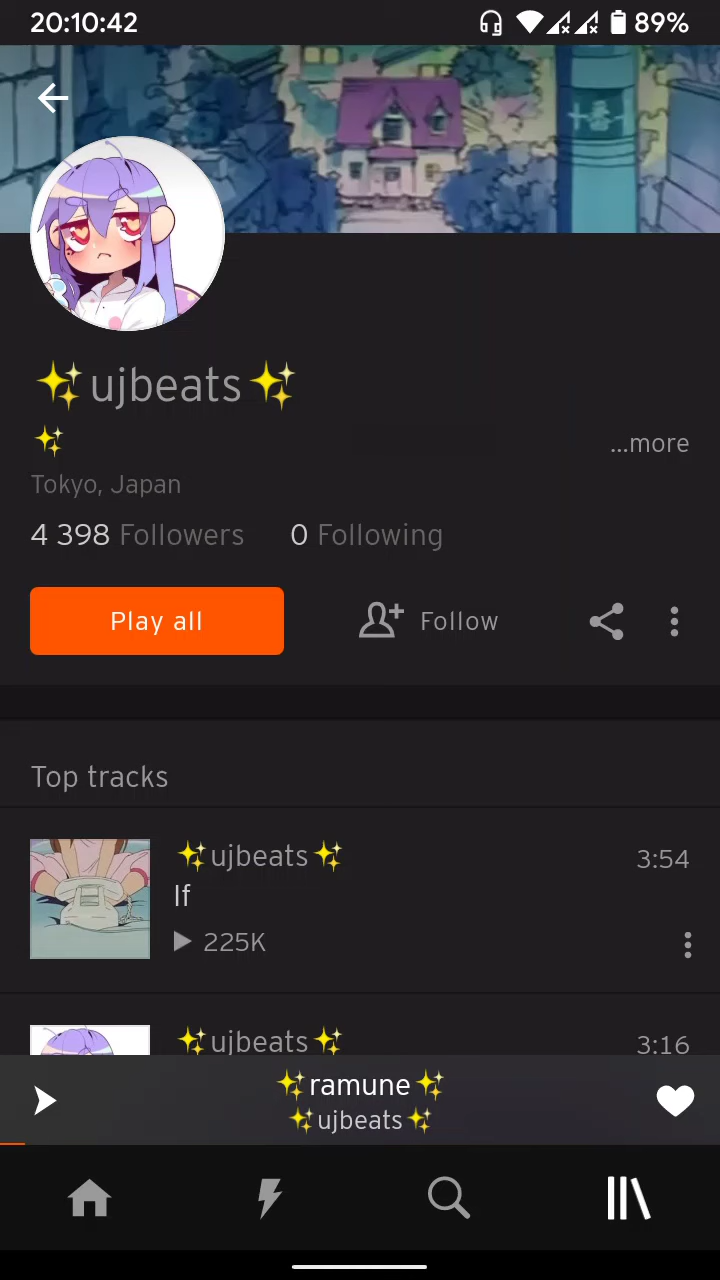 20:10:42 89%
✨ujbeats✨
✨ ...more
Tokyo, Japan
4 398 Followers 0 Following
Play all Follow
Top tracks
✨ujbeats✨ 3:54
If
225K
✨ujbeats✨ 3:16
✨ramune✨
✨ujbeats✨